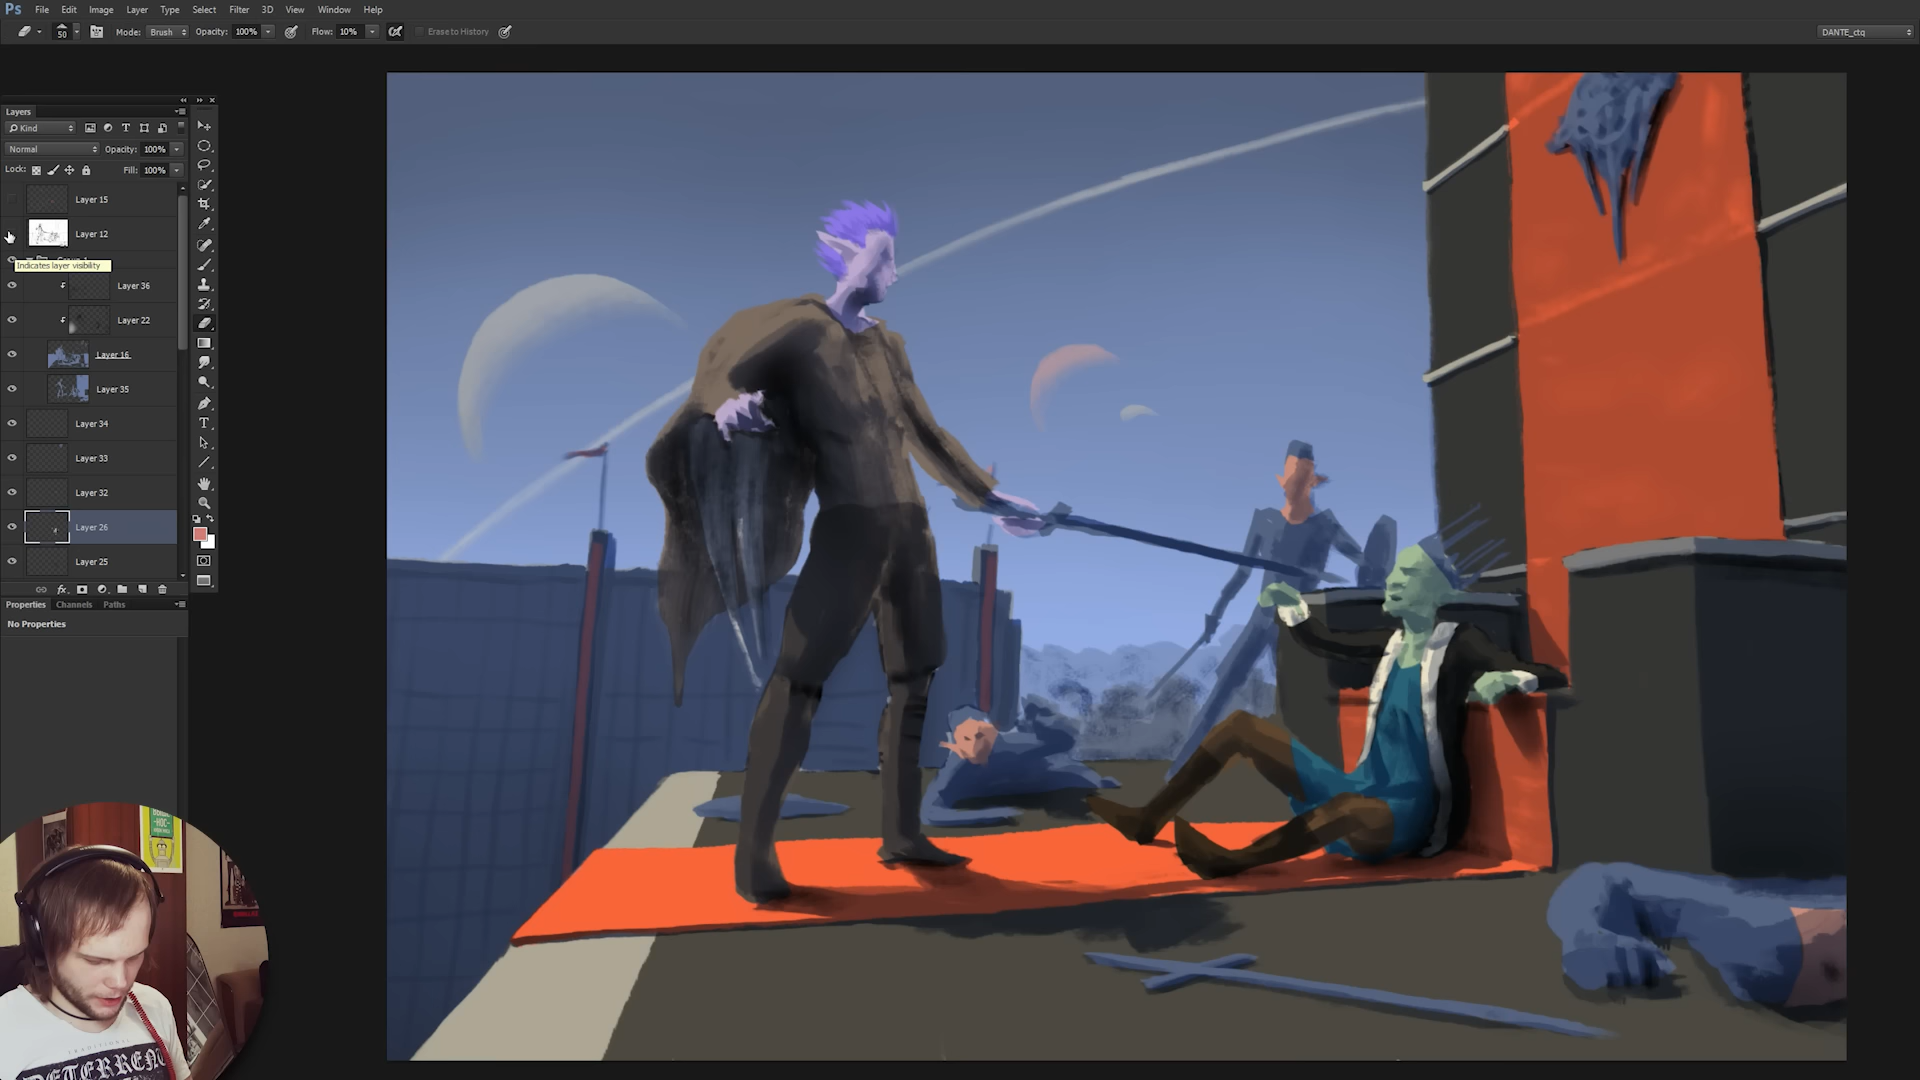 Ps File Edit Image Layer Type Select Filter 3D View Window Help
50 Mode: Brush Opacity: 100% Flow: 10% Erase to History DANTE_ctq
Layers
Kind
Normal Opacity: 100%
Lock: Fill: 100%
Layer 15
Layer 12
Indicates layer visibility
Layer 36
Layer 22
Layer 16
Layer 35
Layer 34
Layer 33
Layer 32
Layer 26
Layer 25
fx
Properties Channels Paths
No Properties